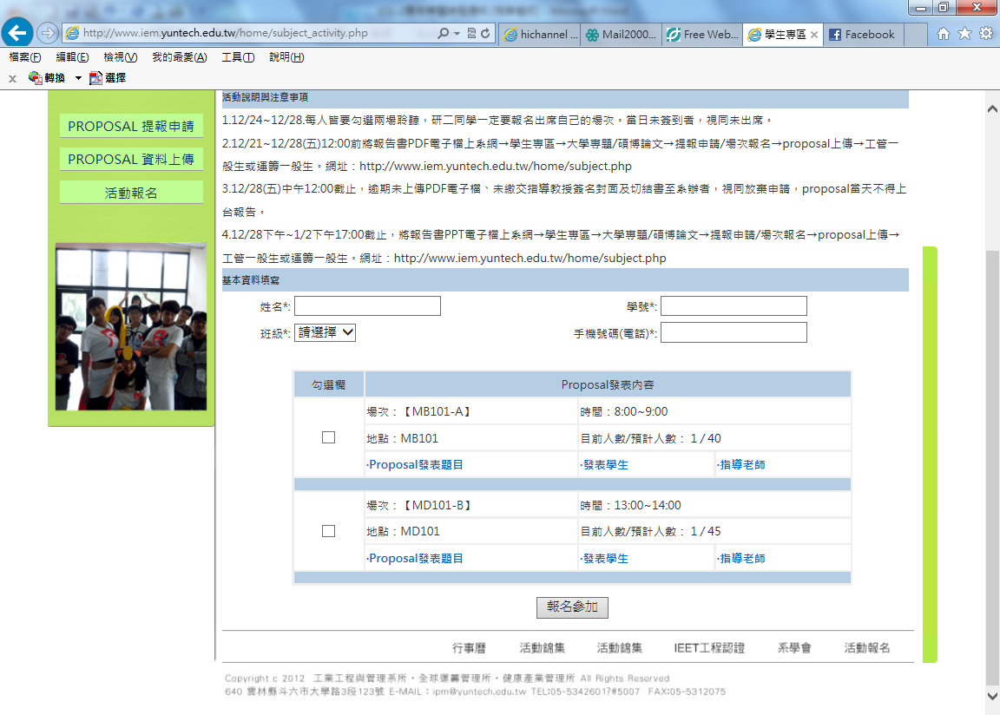 http://www.iem.yuntech.edu.tw/home/subject_activity.php
hichannel ...
Mail2000...
Free Web...
學生專區
Facebook
檔案(F) 編輯(E) 檢視(V) 我的最愛(A) 工具(T) 說明(H)
x 轉換 選擇
PROPOSAL 提報申請
PROPOSAL 資料上傳
活動報名
活動說明與注意事項
1.12/24~12/28.每人皆要勾選兩場聆聽，研二同學一定要報名出席自己的場次。當日未簽到者，視同未出席。
2.12/21~12/28(五)12:00前將報告書PDF電子檔上系網→學生專區→大學專題/碩博論文→提報申請/場次報名→proposal上傳→工管一
般生或運籌一般生。網址：http://www.iem.yuntech.edu.tw/home/subject.php
3.12/28(五)中午12:00截止，逾期未上傳PDF電子檔、未繳交指導教授簽名封面及切結書至系辦者，視同放棄申請，proposal當天不得上
台報告。
4.12/28下午~1/2下午17:00截止，將報告書PPT電子檔上系網→學生專區→大學專題/碩博論文→提報申請/場次報名→proposal上傳→
工管一般生或運籌一般生。網址：http://www.iem.yuntech.edu.tw/home/subject.php
基本資料填寫
姓名*: 學號*:
班級*: 請選擇 手機號碼(電話)*:
勾選欄 Proposal發表內容
場次：【MB101-A】 時間：8:00~9:00
地點：MB101 目前人數/預計人數： 1 / 40
·Proposal發表題目 ·發表學生 ·指導老師
場次：【MD101-B】 時間：13:00~14:00
地點：MD101 目前人數/預計人數： 1 / 45
·Proposal發表題目 ·發表學生 ·指導老師
報名參加
行事曆 活動錦集 活動錦集 IEET工程認證 系學會 活動報名
Copyright c 2012 工業工程與管理系所・全球運籌管理所・健康產業管理所 All Rights Reserved
640 雲林縣斗六市大學路3段123號 E-MAIL：ipm@yuntech.edu.tw TEL:05-5342601?#5007 FAX:05-5312075